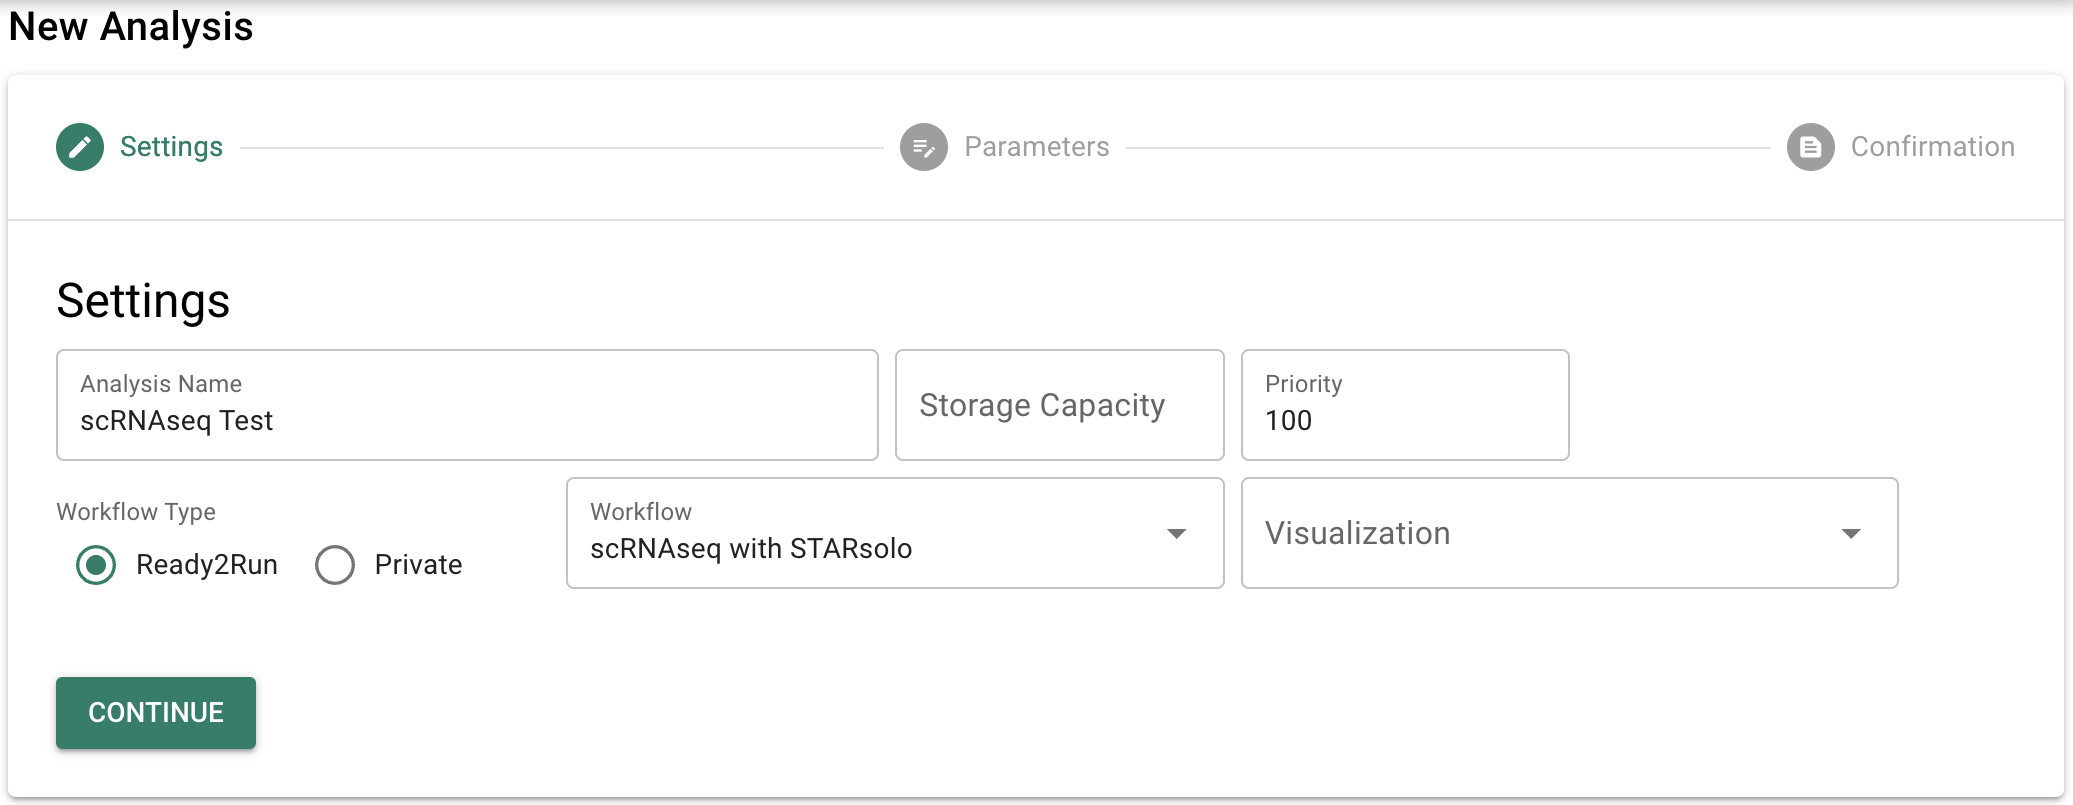 New Analysis
Settings
Parameters
Confirmation
Settings
Analysis Name
scRNAseq Test
Storage Capacity
Priority
100
Workflow Type
Ready2Run
Private
Workflow
scRNAseq with STARsolo
Visualization
CONTINUE